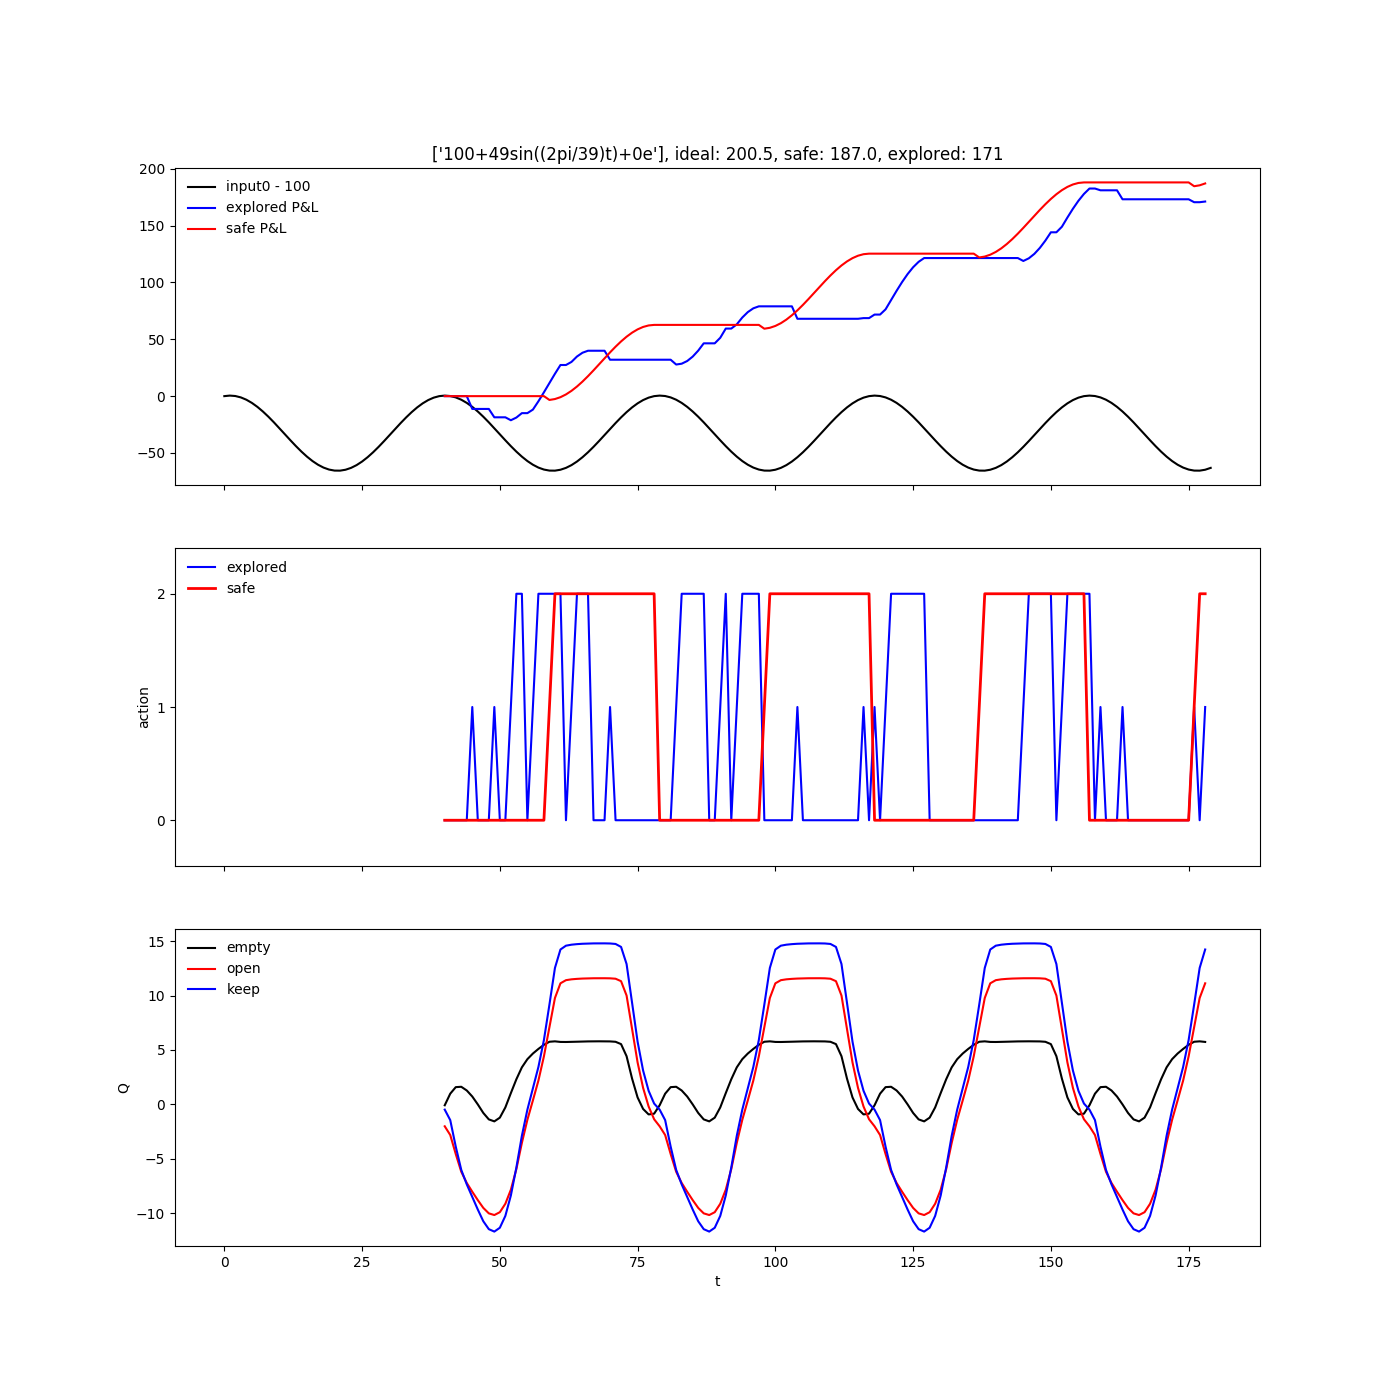 ['100+49sin((2pi/39)t)+0e'], ideal: 200.5, safe: 187.0, explored: 171
200
150
100
50
0
−50
input0 - 100
explored P&L
safe P&L
action
2
1
0
explored
safe
Q
15
10
5
0
−5
−10
empty
open
keep
0 25 50 75 100 125 150 175
t